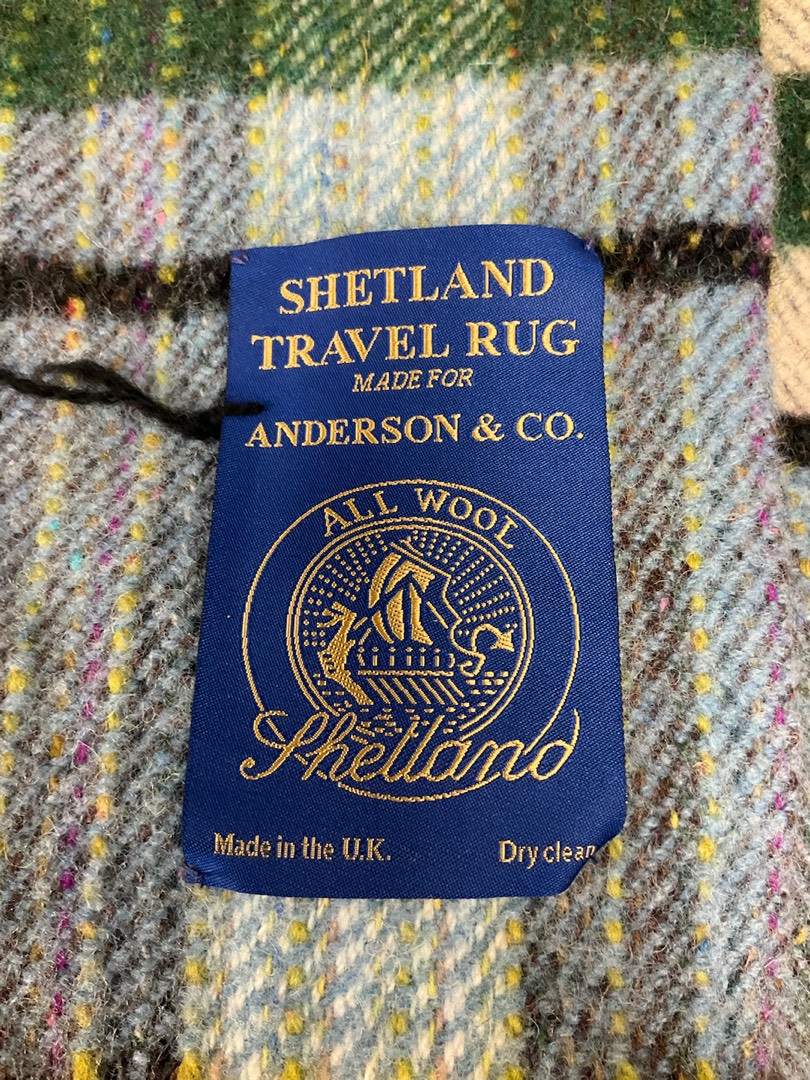 SHETLAND
TRAVEL RUG
MADE FOR
ANDERSON & CO.
ALL WOOL
Shetland
Made in the U.K. Dry clean